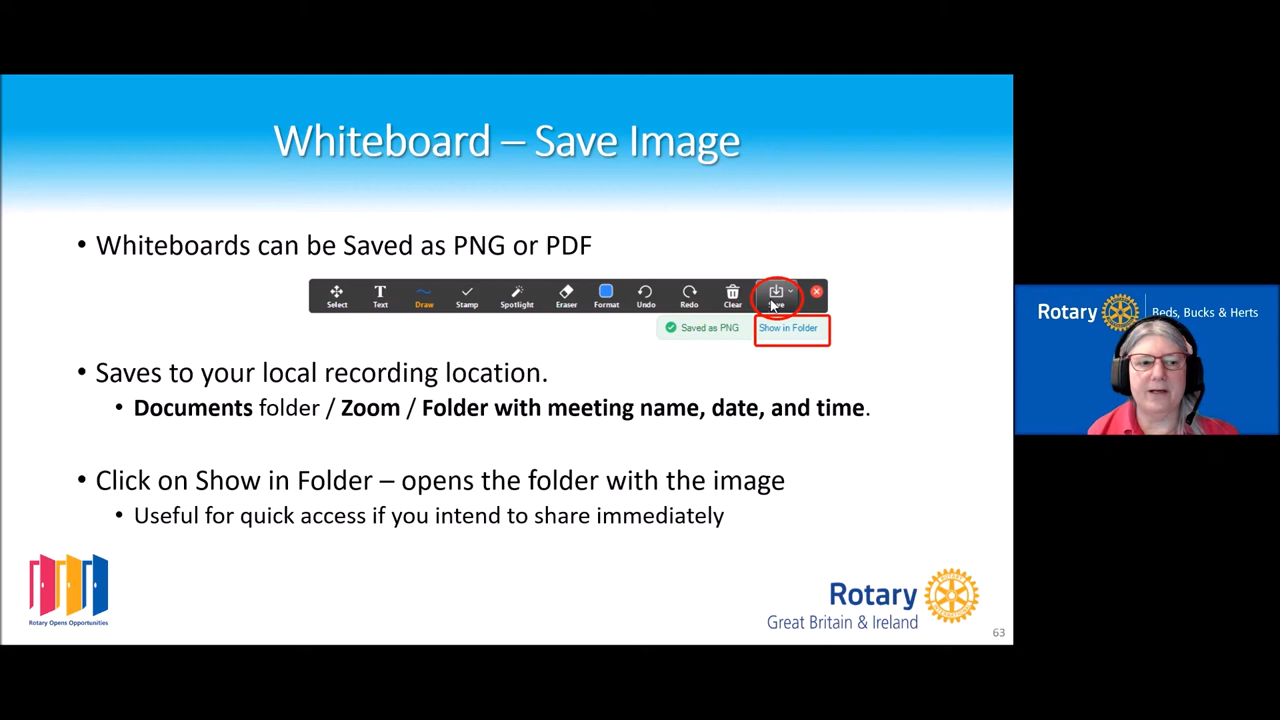 Whiteboard – Save Image
• Whiteboards can be Saved as PNG or PDF
Select Text Draw Stamp Spotlight Eraser Format Undo Redo Clear
Saved as PNG Show in Folder
• Saves to your local recording location.
• Documents folder / Zoom / Folder with meeting name, date, and time.
• Click on Show in Folder – opens the folder with the image
• Useful for quick access if you intend to share immediately
Rotary Opens Opportunities
Rotary
Great Britain & Ireland
63
Rotary Beds, Bucks & Herts